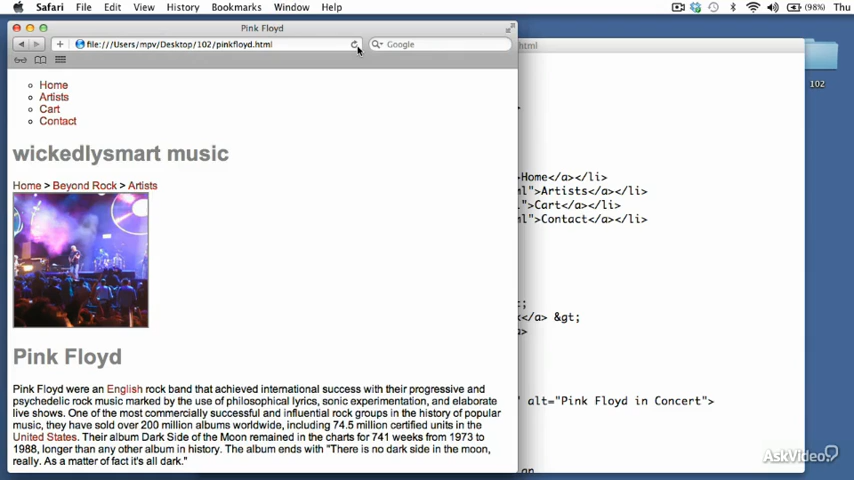 Safari File Edit View History Bookmarks Window Help (98%) Thu
Pink Floyd
file:///Users/mpv/Desktop/102/pinkfloyd.html
Google
html
102
Home
Artists
Cart
Contact
wickedlysmart music
Home > Beyond Rock > Artists
Pink Floyd
Pink Floyd were an English rock band that achieved international success with their progressive and
psychedelic rock music marked by the use of philosophical lyrics, sonic experimentation, and elaborate
live shows. One of the most commercially successful and influential rock groups in the history of popular
music, they have sold over 200 million albums worldwide, including 74.5 million certified units in the
United States. Their album Dark Side of the Moon remained in the charts for 741 weeks from 1973 to
1988, longer than any other album in history. The album ends with "There is no dark side in the moon,
really. As a matter of fact it's all dark."
>
>Home</a></li>
ml">Artists</a></li>
l">Cart</a></li>
ml">Contact</a></li>
t;
k</a> &gt;
a>
" alt="Pink Floyd in Concert">
an
AskVideo